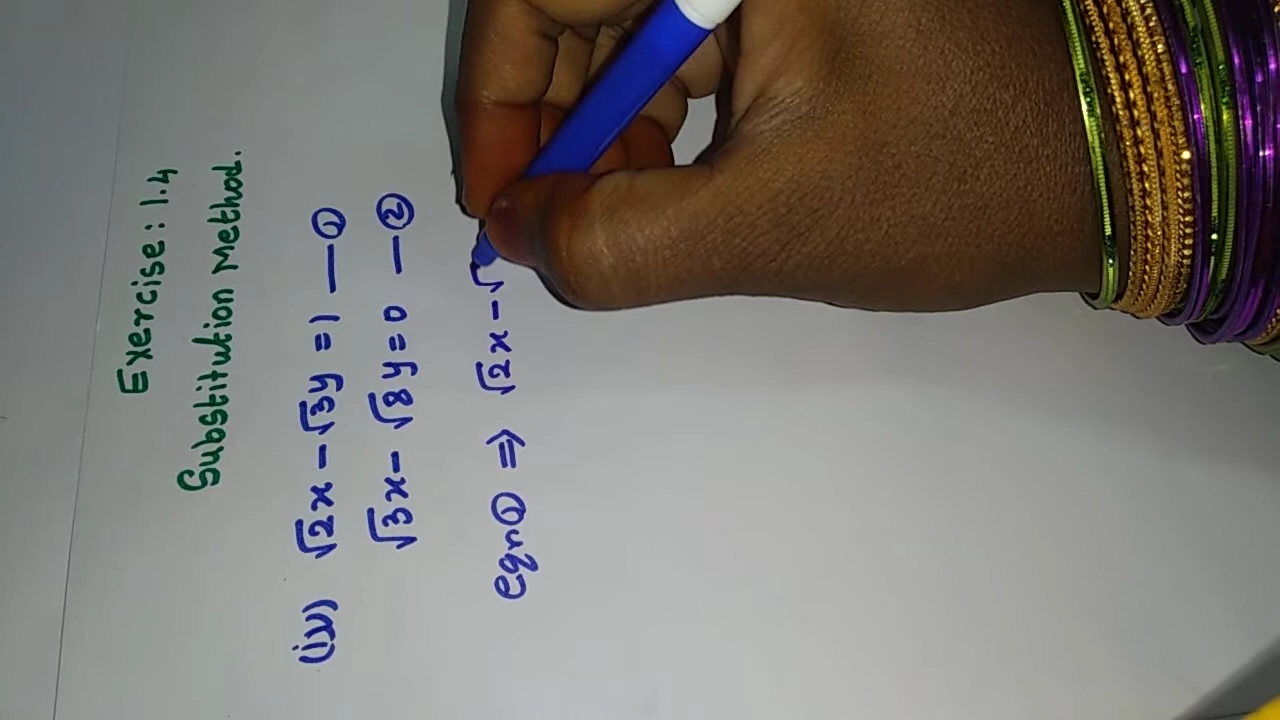 Exercise: 1.4
Substitution Method.
(iv) √2x - √3y = 1 — ①
√3x - √8y = 0 — ②
eqn① ⇒ √2x - √